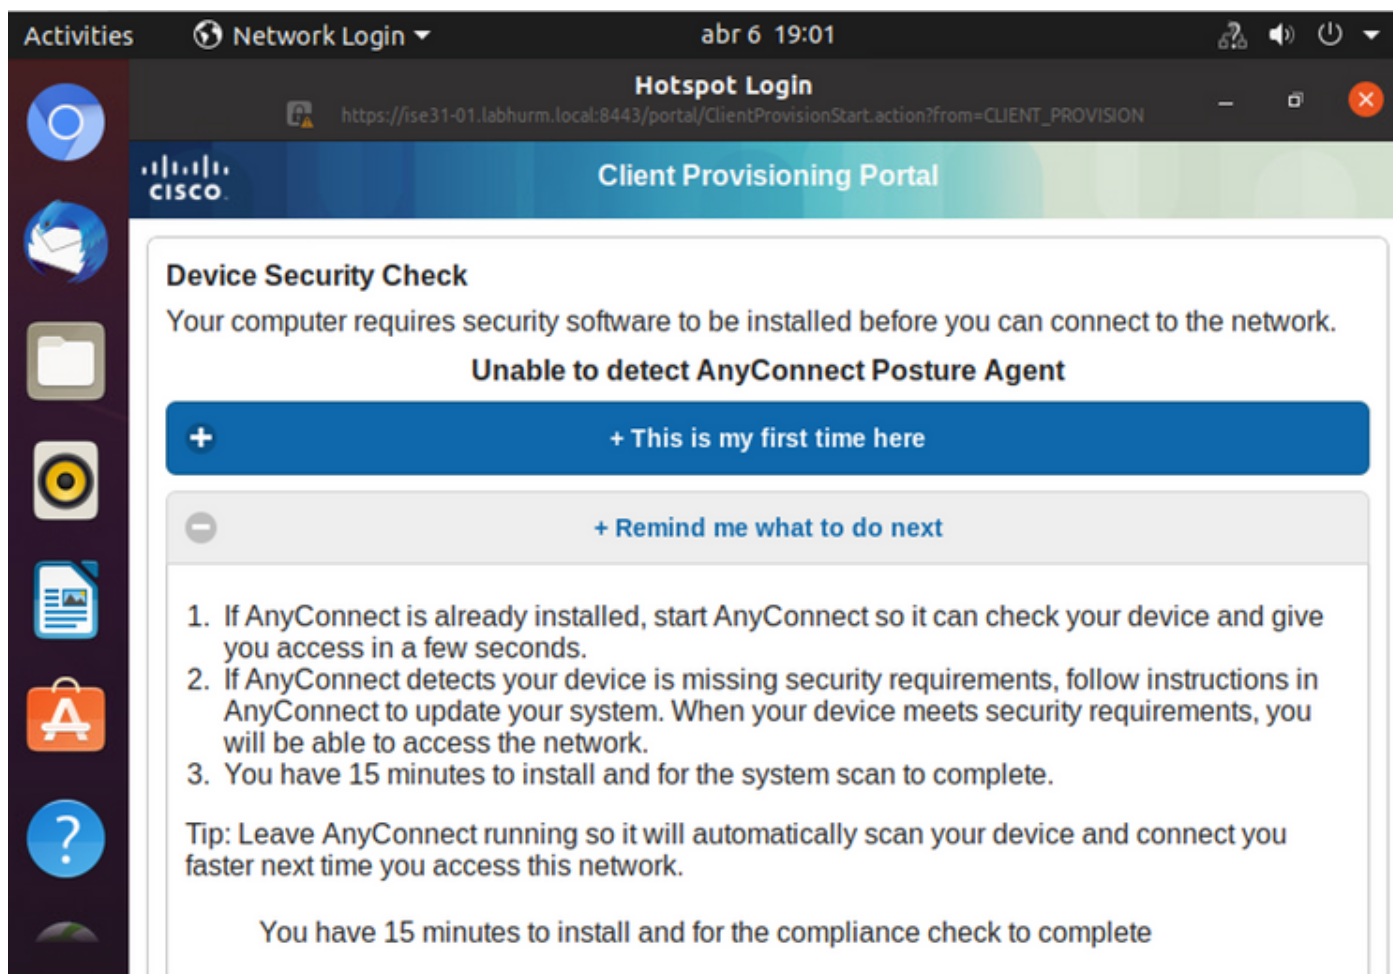 Activities Network Login abr 6 19:01
Hotspot Login
https://ise31-01.labhurm.local:8443/portal/ClientProvisionStart.action?from=CLIENT_PROVISION
CISCO Client Provisioning Portal
Device Security Check
Your computer requires security software to be installed before you can connect to the network.
Unable to detect AnyConnect Posture Agent
+ This is my first time here
+ Remind me what to do next
1. If AnyConnect is already installed, start AnyConnect so it can check your device and give
you access in a few seconds.
2. If AnyConnect detects your device is missing security requirements, follow instructions in
AnyConnect to update your system. When your device meets security requirements, you
will be able to access the network.
3. You have 15 minutes to install and for the system scan to complete.
Tip: Leave AnyConnect running so it will automatically scan your device and connect you
faster next time you access this network.
You have 15 minutes to install and for the compliance check to complete